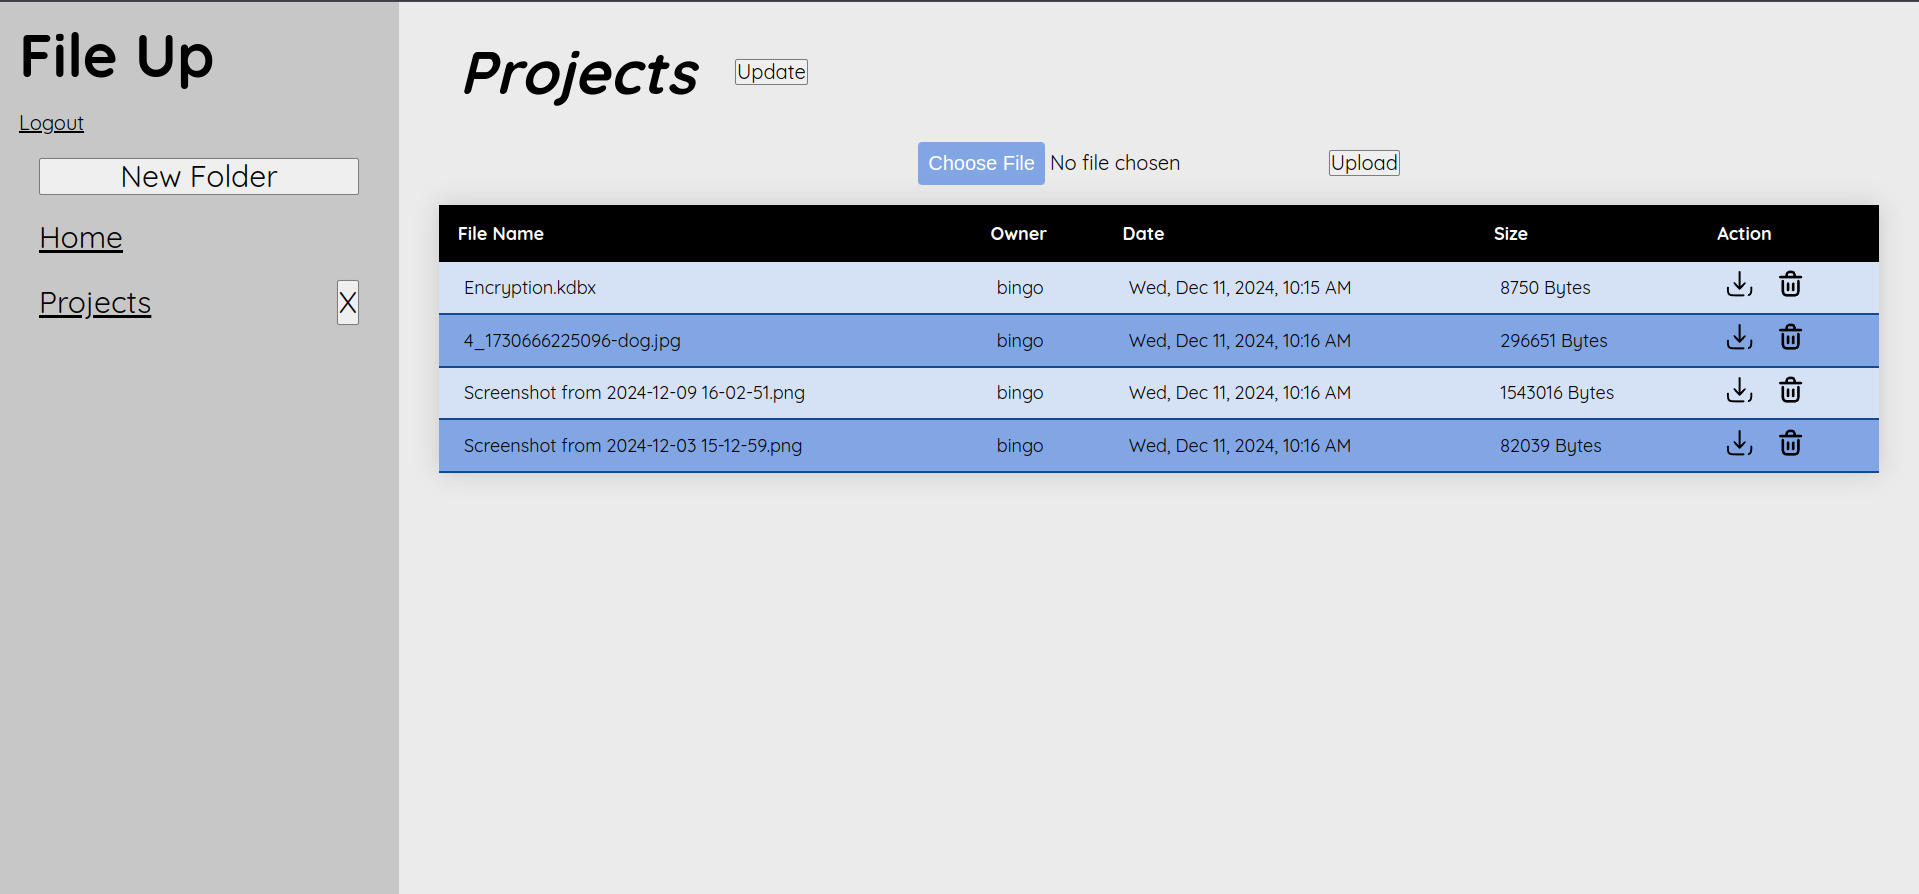 File Up
Logout
New Folder
Home
Projects X
Projects Update
Choose File No file chosen Upload
File Name Owner Date Size Action
Encryption.kdbx bingo Wed, Dec 11, 2024, 10:15 AM 8750 Bytes
4_1730666225096-dog.jpg bingo Wed, Dec 11, 2024, 10:16 AM 296651 Bytes
Screenshot from 2024-12-09 16-02-51.png bingo Wed, Dec 11, 2024, 10:16 AM 1543016 Bytes
Screenshot from 2024-12-03 15-12-59.png bingo Wed, Dec 11, 2024, 10:16 AM 82039 Bytes